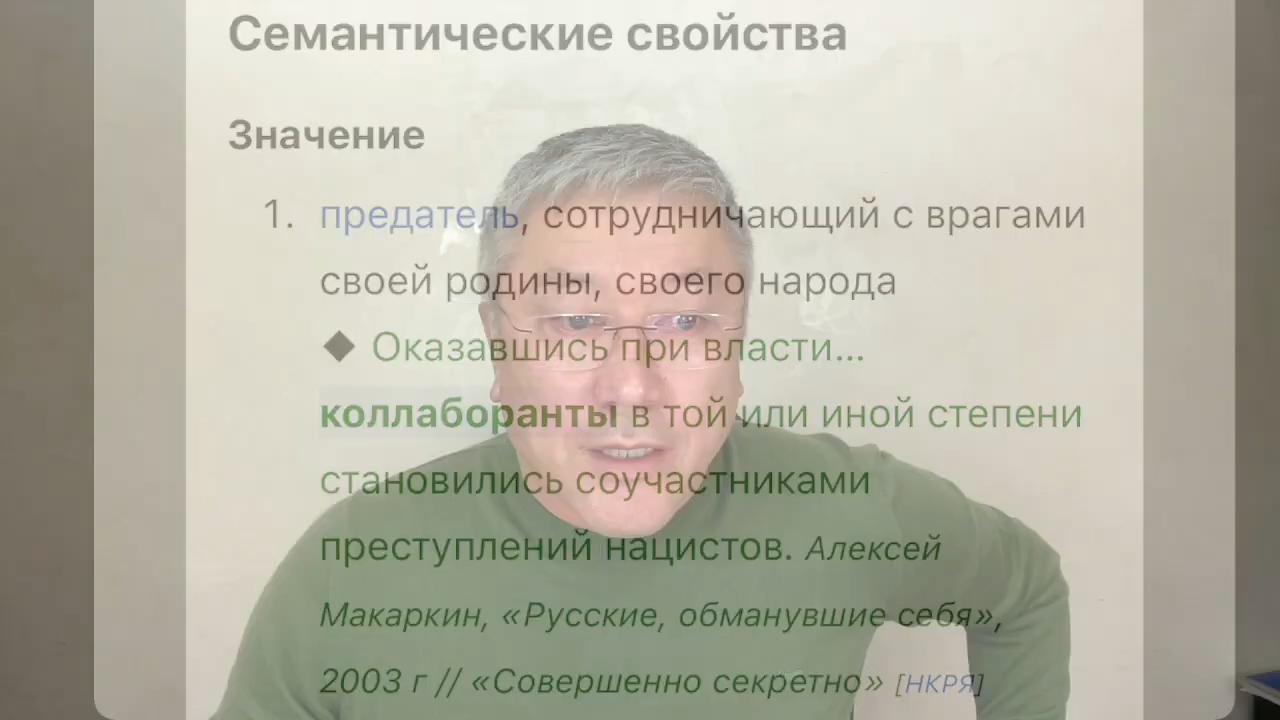 Семантические свойства
Значение
1. предатель, сотрудничающий с врагами
своей родины, своего народа
◆ Оказавшись при власти...
коллаборанты в той или иной степени
становились соучастниками
преступлений нацистов. Алексей
Макаркин, «Русские, обманувшие себя»,
2003 г // «Совершенно секретно» [НКРЯ]